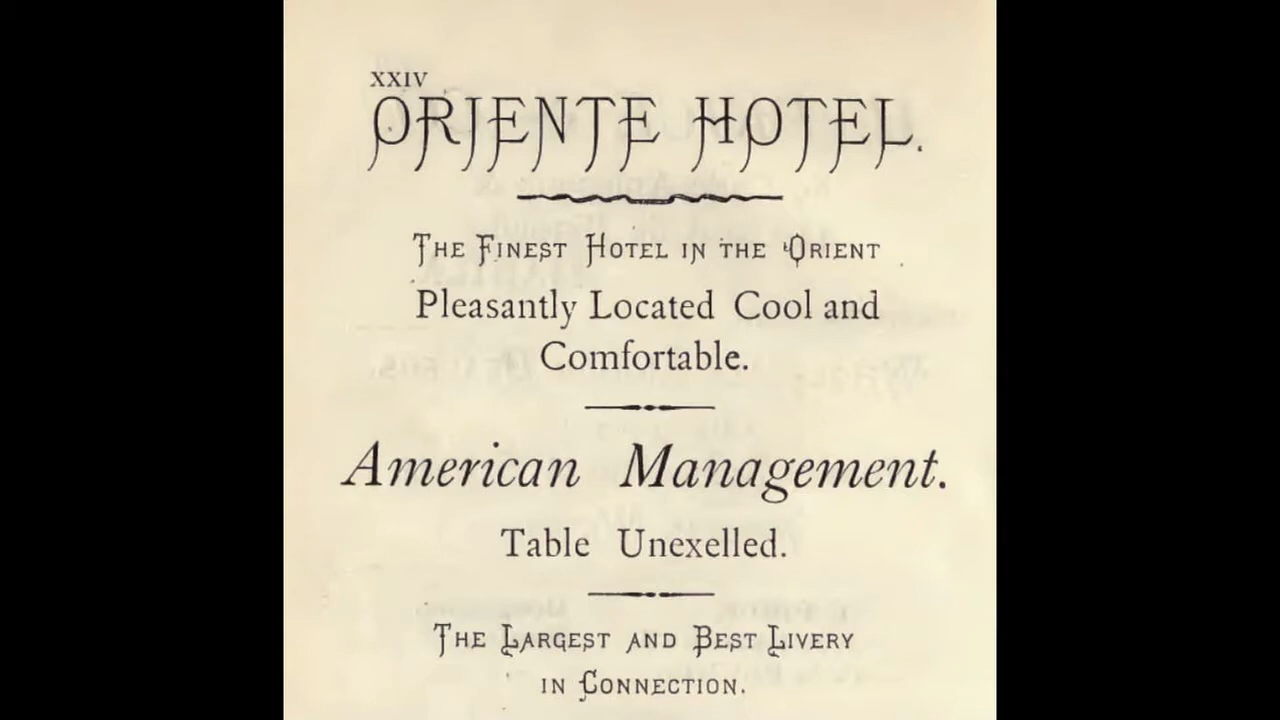 XXIV
ORIENTE HOTEL.
THE FINEST HOTEL IN THE ORIENT
Pleasantly Located Cool and
Comfortable.
American Management.
Table Unexelled.
THE LARGEST AND BEST LIVERY
IN CONNECTION.